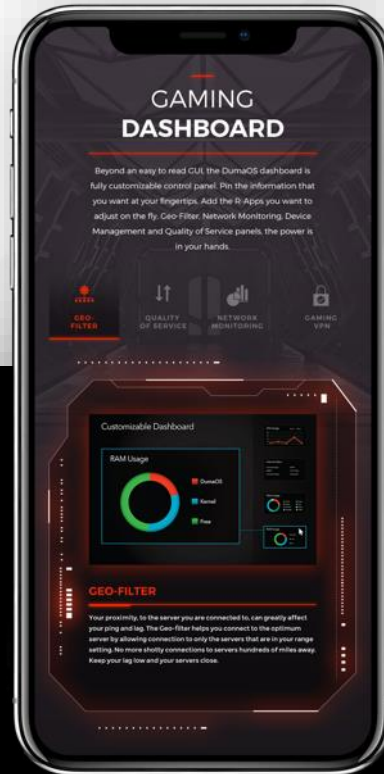 GAMING
DASHBOARD
Beyond an easy to read GUI, the DumaOS dashboard is
fully customizable control panel. Pin the information that
you want at your fingertips. Add the R-Apps you want to
adjust on the fly. Geo-Filter, Network Monitoring, Device
Management and Quality of Service panels, the power is
in your hands.
GEO-
FILTER
QUALITY
OF SERVICE
NETWORK
MONITORING
GAMING
VPN
Customizable Dashboard
RAM Usage
DumaOS
Kernel
Free
GEO-FILTER
Your proximity, to the server you are connected to, can greatly affect
your ping and lag. The Geo-filter helps you connect to the optimum
server by allowing connection to only the servers that are in your range
setting. No more shotty connections to servers hundreds of miles away.
Keep your lag low and your servers close.